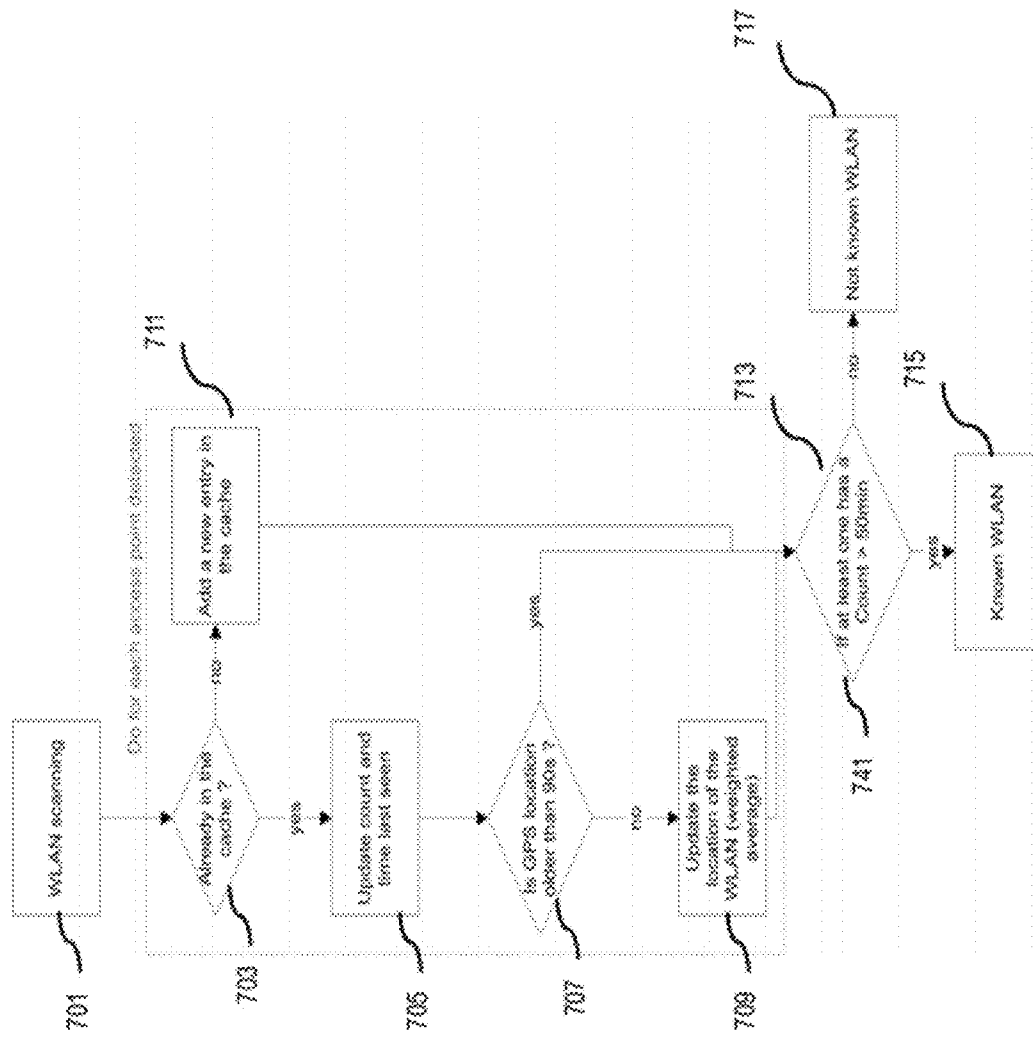 WLAN scanning
701
Do for each access point detected
Already in the
cache ?
703
no
Add a new entry in
the cache
711
yes
Update count and
time last seen
705
Is GPS location
older than 90s ?
707
yes
no
Update the
location of the
WLAN (weighted
average)
709
If at least one has a
Count > 50min
713
741
no
Not known WLAN
717
yes
Known WLAN
715